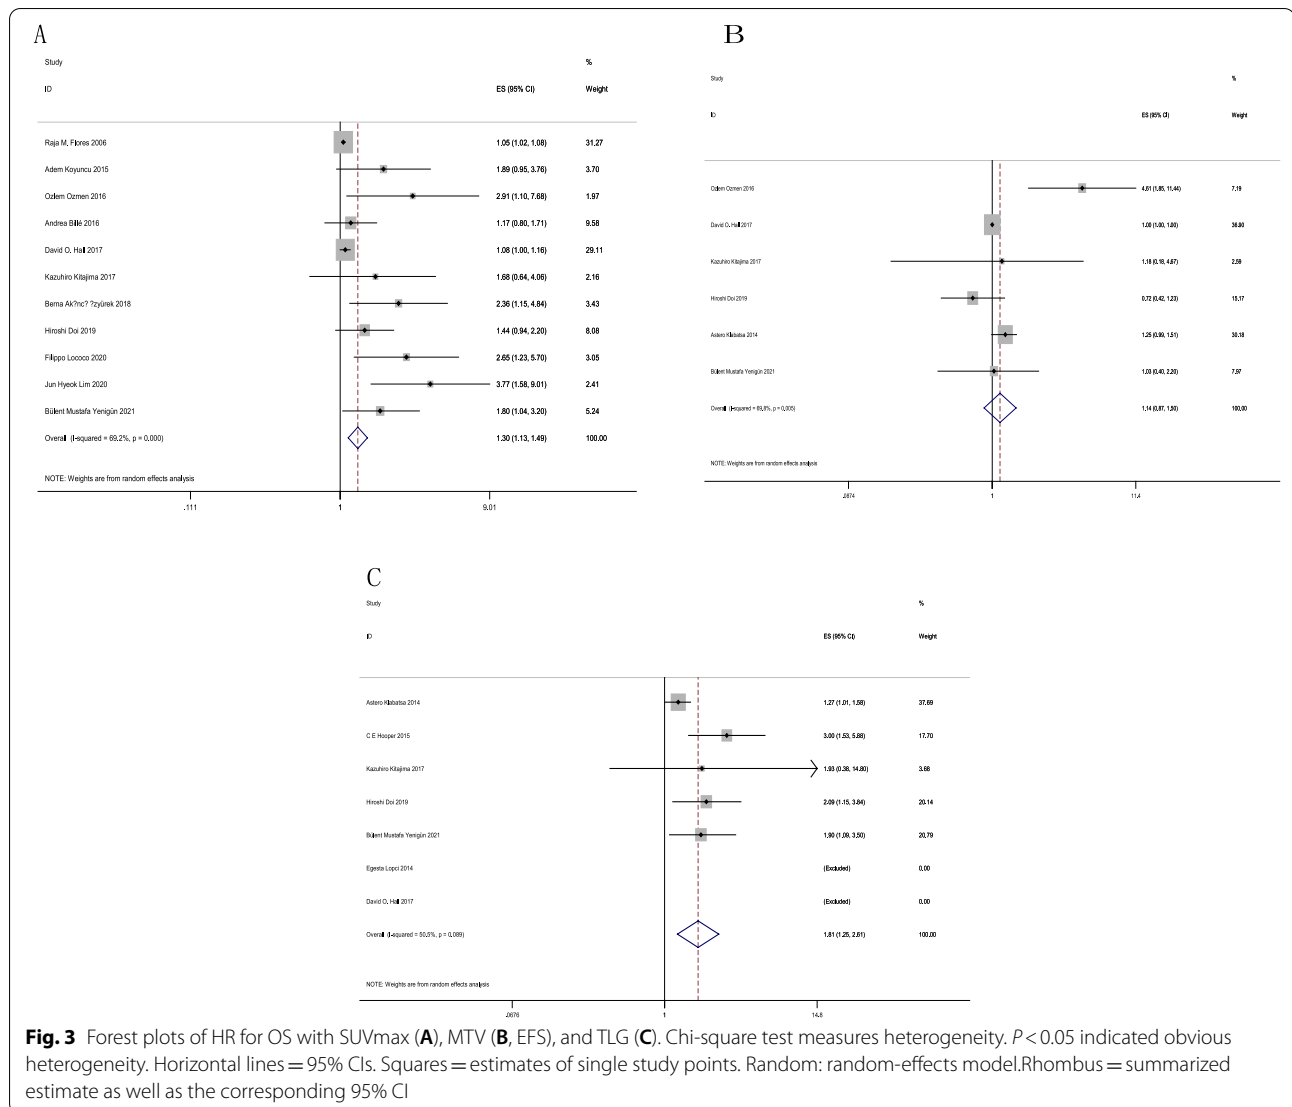 A
Study %
ID ES (95% CI) Weight
Raja M. Flores 2006 1.05 (1.02, 1.08) 31.27
Adem Koyuncu 2015 1.89 (0.95, 3.76) 3.70
Ozlem Ozmen 2016 2.91 (1.10, 7.68) 1.97
Andrea Billé 2016 1.17 (0.80, 1.71) 9.58
David O. Hall 2017 1.08 (1.00, 1.16) 29.11
Kazuhiro Kitajima 2017 1.68 (0.64, 4.06) 2.16
Berna Ak?nc? ?zyürek 2018 2.36 (1.15, 4.84) 3.43
Hiroshi Doi 2019 1.44 (0.94, 2.20) 8.08
Filippo Lococo 2020 2.65 (1.23, 5.70) 3.05
Jun Hyeok Lim 2020 3.77 (1.58, 9.01) 2.41
Bülent Mustafa Yenigün 2021 1.80 (1.04, 3.20) 5.24
Overall (I-squared = 69.2%, p = 0.000) 1.30 (1.13, 1.49) 100.00
NOTE: Weights are from random effects analysis
.111 1 9.01
B
Study %
ID ES (95% CI) Weight
Ozlem Ozmen 2016 4.61 (1.85, 11.44) 7.19
David O. Hall 2017 1.00 (1.00, 1.00) 36.90
Kazuhiro Kitajima 2017 1.18 (0.18, 4.67) 2.59
Hiroshi Doi 2019 0.72 (0.42, 1.23) 15.17
Astero Klabatsa 2014 1.25 (0.99, 1.51) 30.18
Bülent Mustafa Yenigün 2021 1.03 (0.40, 2.20) 7.97
Overall (I-squared = 69.8%, p = 0.005) 1.14 (0.87, 1.50) 100.00
NOTE: Weights are from random effects analysis
.0874 1 11.4
C
Study %
ID ES (95% CI) Weight
Astero Klabatsa 2014 1.27 (1.01, 1.58) 37.69
C E Hooper 2015 3.00 (1.53, 5.88) 17.70
Kazuhiro Kitajima 2017 1.93 (0.38, 14.80) 3.68
Hiroshi Doi 2019 2.09 (1.15, 3.84) 20.14
Bülent Mustafa Yenigün 2021 1.90 (1.09, 3.50) 20.79
Egesta Lopci 2014 (Excluded) 0.00
David O. Hall 2017 (Excluded) 0.00
Overall (I-squared = 50.5%, p = 0.089) 1.81 (1.25, 2.61) 100.00
NOTE: Weights are from random effects analysis
.0676 1 14.8
Fig. 3 Forest plots of HR for OS with SUVmax (A), MTV (B, EFS), and TLG (C). Chi-square test measures heterogeneity. P < 0.05 indicated obvious
heterogeneity. Horizontal lines = 95% CIs. Squares = estimates of single study points. Random: random-effects model.Rhombus = summarized
estimate as well as the corresponding 95% CI